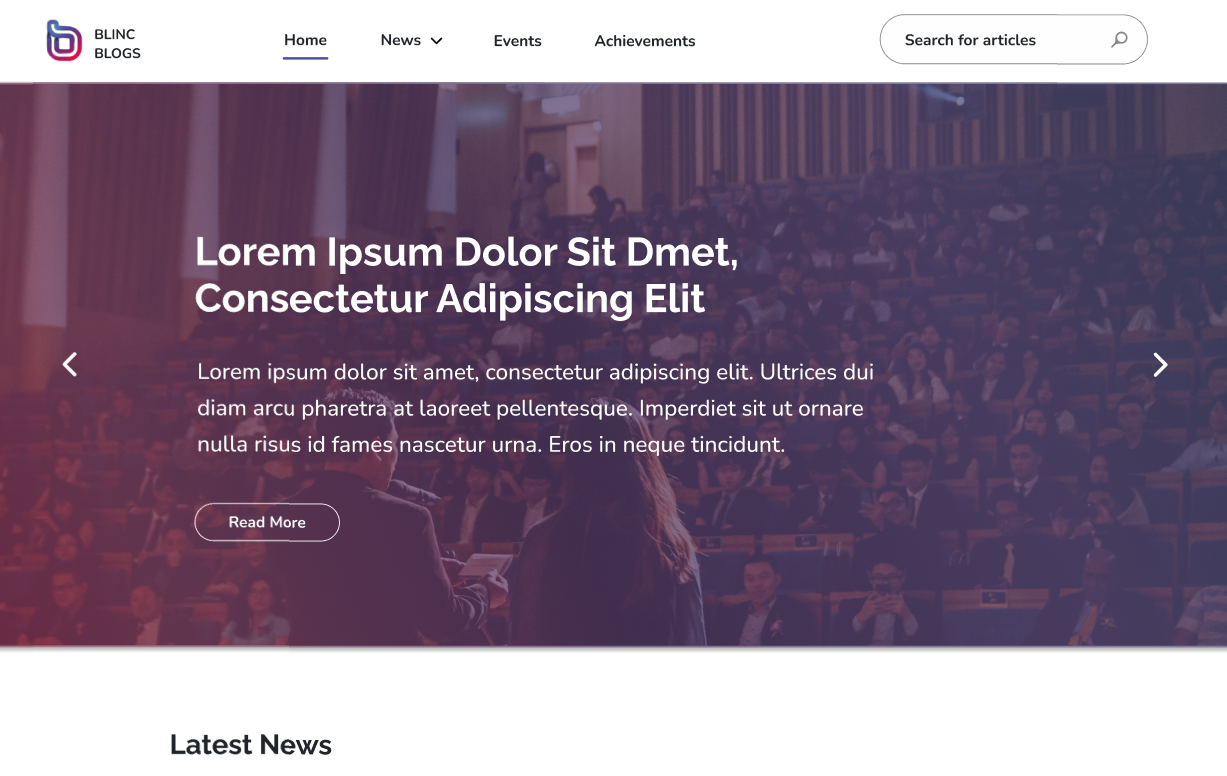 BLINC
BLOGS
Home
News
Events
Achievements
Search for articles
Lorem Ipsum Dolor Sit Dmet,
Consectetur Adipiscing Elit
Lorem ipsum dolor sit amet, consectetur adipiscing elit. Ultrices dui
diam arcu pharetra at laoreet pellentesque. Imperdiet sit ut ornare
nulla risus id fames nascetur urna. Eros in neque tincidunt.
Read More
Latest News